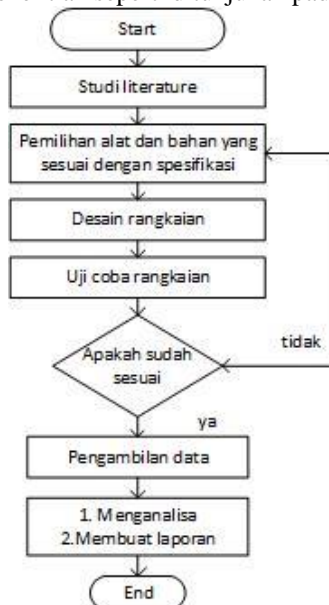 Start
Studi literature
Pemilihan alat dan bahan yang
sesuai dengan spesifikasi
Desain rangkaian
Uji coba rangkaian
Apakah sudah
sesuai
tidak
ya
Pengambilan data
1. Menganalisa
2.Membuat laporan
End